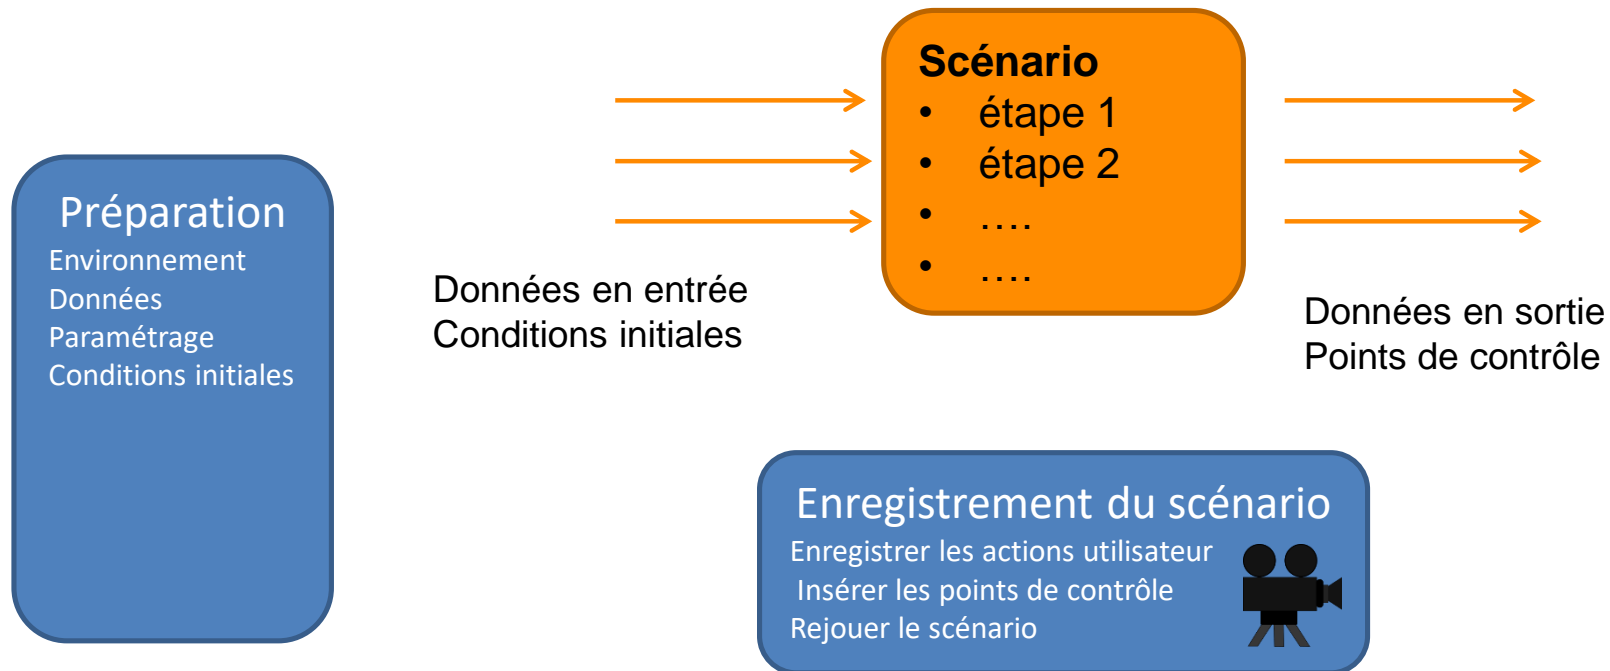 Préparation
Environnement
Données
Paramétrage
Conditions initiales
Données en entrée
Conditions initiales
Scénario
• étape 1
• étape 2
• ….
• ….
Données en sortie
Points de contrôle
Enregistrement du scénario
Enregistrer les actions utilisateur
Insérer les points de contrôle
Rejouer le scénario